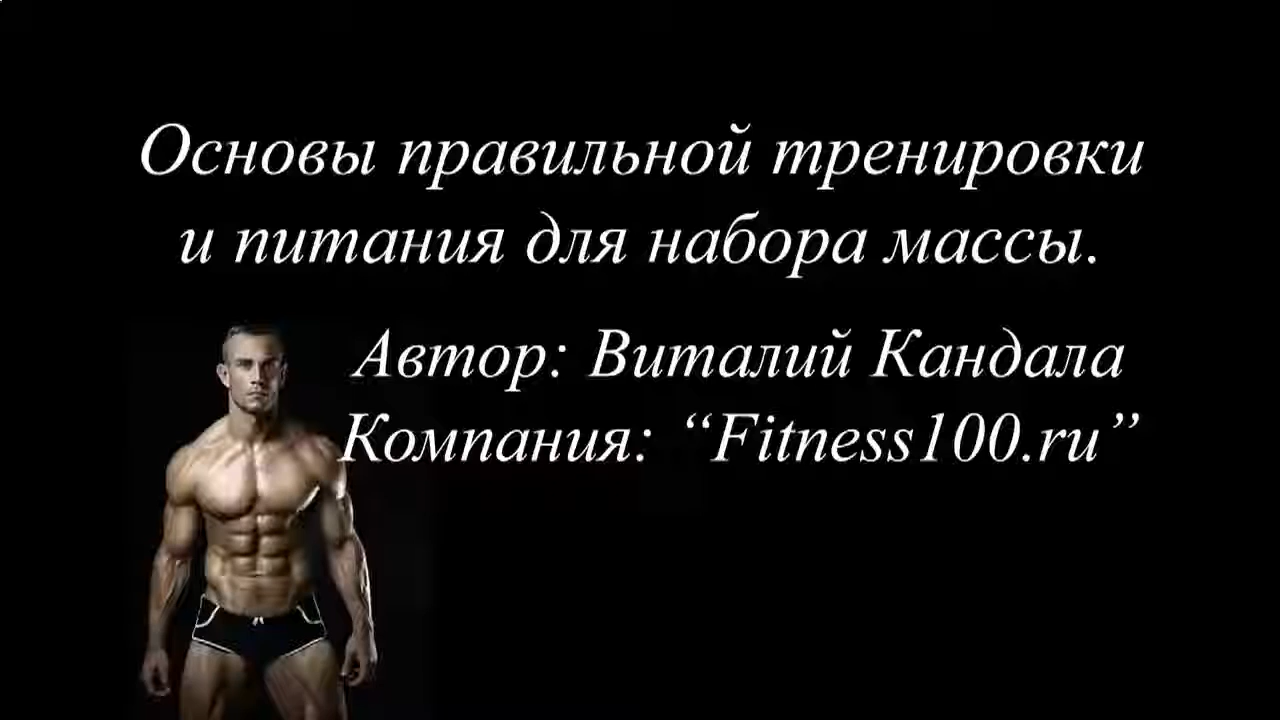 Основы правильной тренировки
и питания для набора массы.
Автор: Виталий Кандала
Компания: “Fitness100.ru”